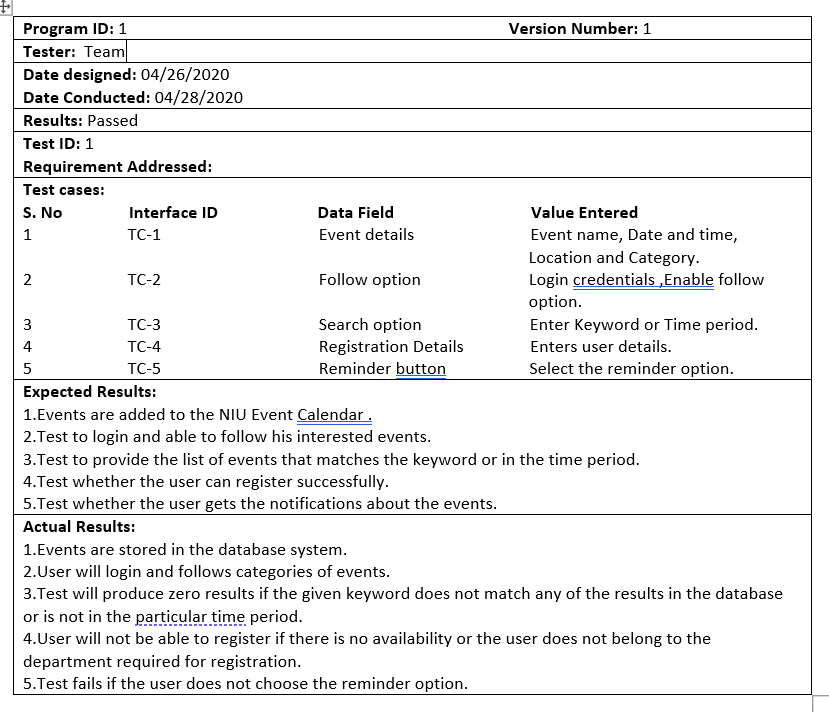 Program ID: 1 Version Number: 1
Tester: Team
Date designed: 04/26/2020
Date Conducted: 04/28/2020
Results: Passed
Test ID: 1
Requirement Addressed:
Test cases:
S. No Interface ID Data Field Value Entered
1 TC-1 Event details Event name, Date and time,
Location and Category.
2 TC-2 Follow option Login credentials ,Enable follow
option.
3 TC-3 Search option Enter Keyword or Time period.
4 TC-4 Registration Details Enters user details.
5 TC-5 Reminder button Select the reminder option.
Expected Results:
1.Events are added to the NIU Event Calendar .
2.Test to login and able to follow his interested events.
3.Test to provide the list of events that matches the keyword or in the time period.
4.Test whether the user can register successfully.
5.Test whether the user gets the notifications about the events.
Actual Results:
1.Events are stored in the database system.
2.User will login and follows categories of events.
3.Test will produce zero results if the given keyword does not match any of the results in the database
or is not in the particular time period.
4.User will not be able to register if there is no availability or the user does not belong to the
department required for registration.
5.Test fails if the user does not choose the reminder option.